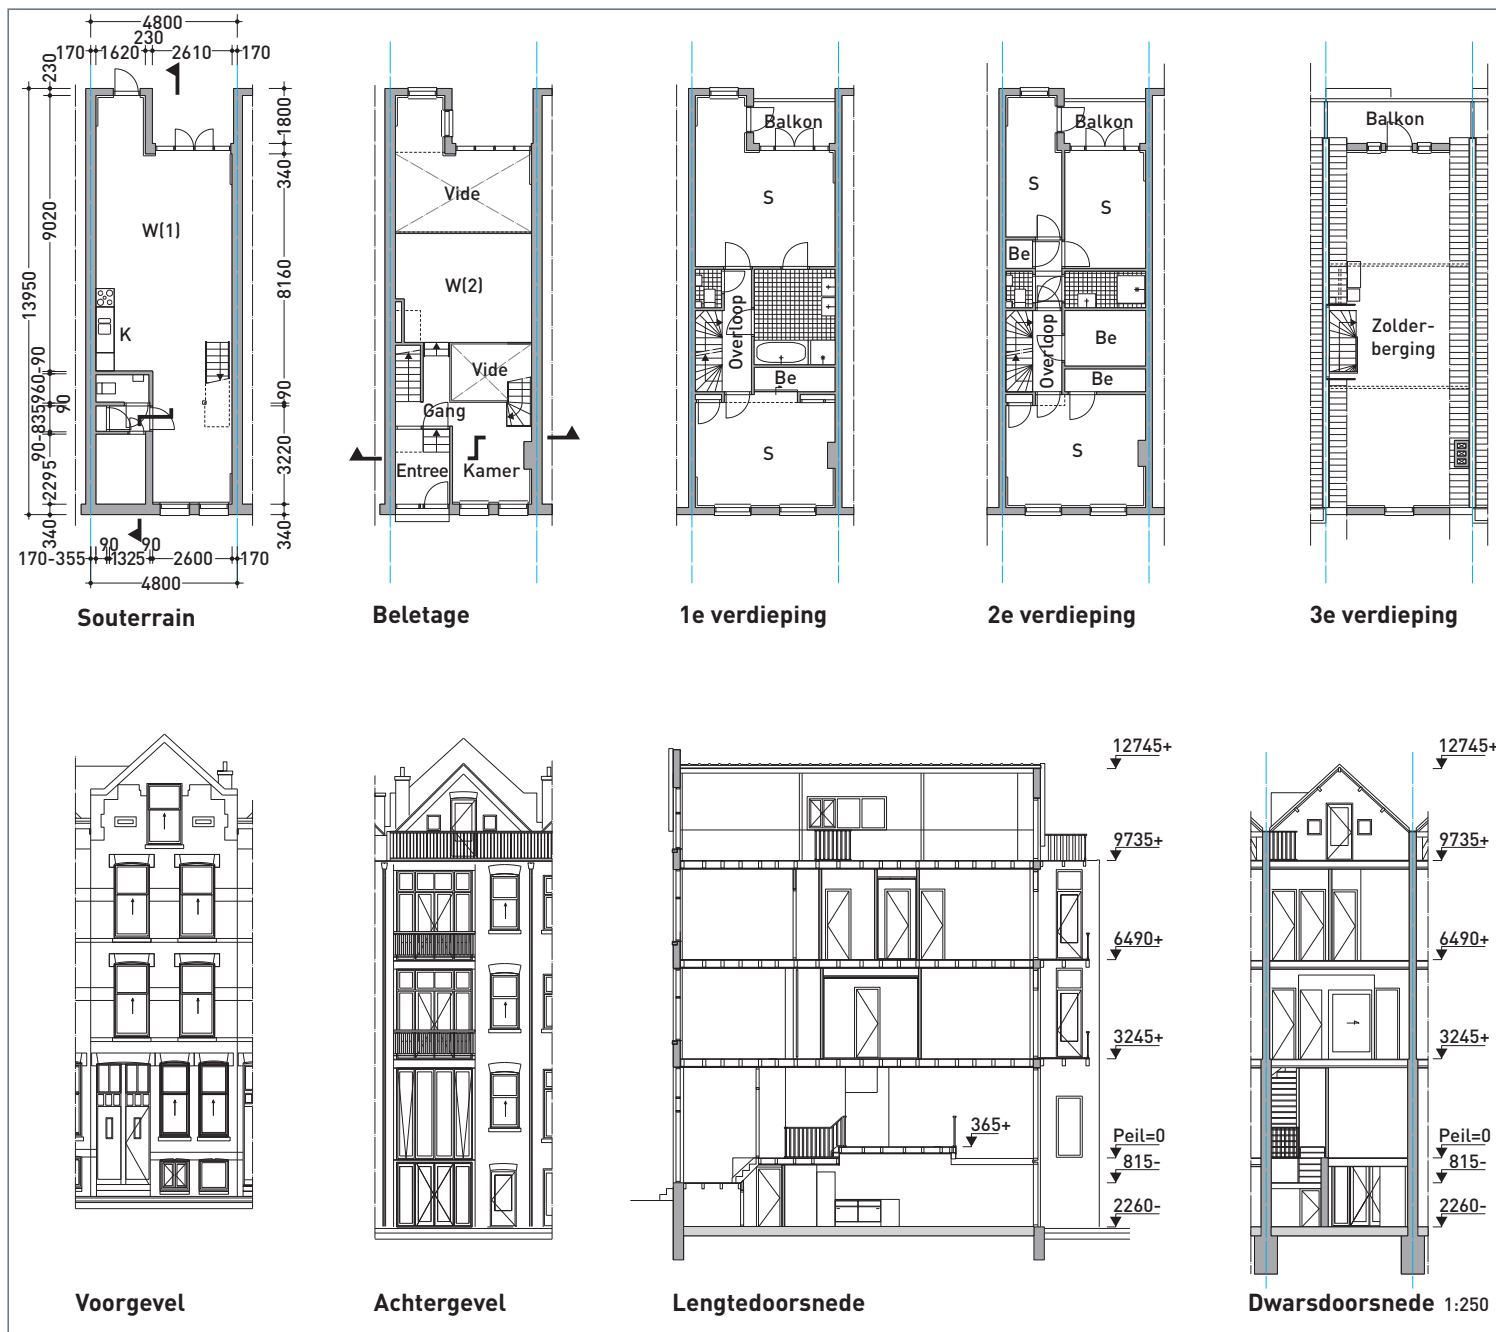 4800
230
170 1620 2610 170
230
13950
9020
90-835-960-90
90
2295
340
1800
340
8160
90
3220
340
W(1)
K
90 90
170-355 1325 2600 170
4800
Souterrain
Vide
W(2)
Vide
Gang
Entree
Kamer
Beletage
Balkon
S
Overloop
Be
S
1e verdieping
Balkon
S
S
Be
Overloop
Be
Be
S
2e verdieping
Balkon
Zolder-
berging
3e verdieping
Voorgevel
Achtergevel
12745+
9735+
6490+
3245+
365+
Peil=0
815-
2260-
Lengtedoorsnede
12745+
9735+
6490+
3245+
Peil=0
815-
2260-
Dwarsdoorsnede 1:250